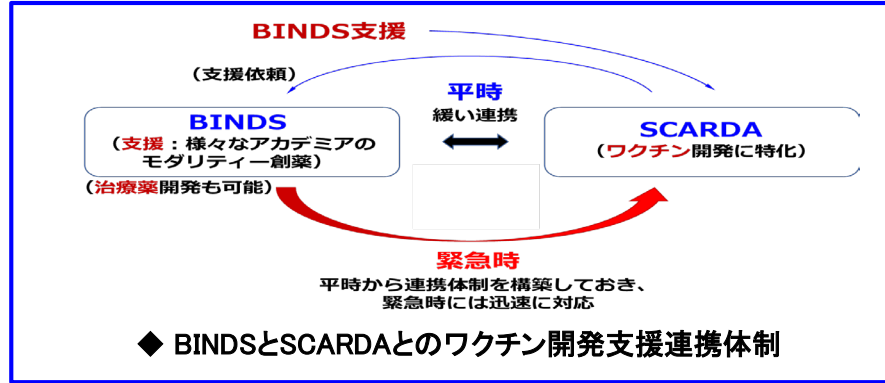 BINDS支援
（支援依頼）
平時
緩い連携
BINDS
（支援：様々なアカデミアの
モダリティー創薬）
（治療薬開発も可能）
SCARDA
（ワクチン開発に特化）
緊急時
平時から連携体制を構築しておき、
緊急時には迅速に対応
◆ BINDSとSCARDAとのワクチン開発支援連携体制